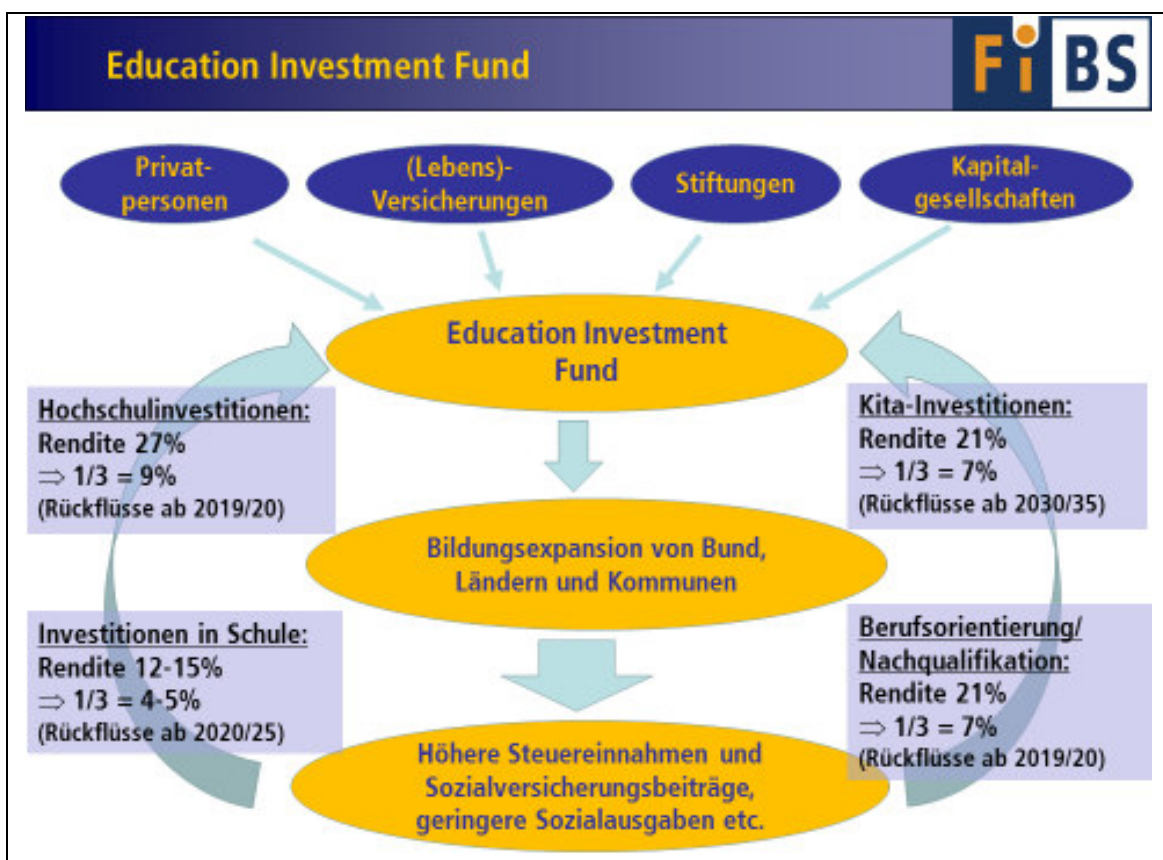 Education Investment Fund
FiBS
Privat-
personen
(Lebens)-
Versicherungen
Stiftungen
Kapital-
gesellschaften
Education Investment
Fund
Hochschulinvestitionen:
Rendite 27%
⇒ 1/3 = 9%
(Rückflüsse ab 2019/20)
Kita-Investitionen:
Rendite 21%
⇒ 1/3 = 7%
(Rückflüsse ab 2030/35)
Bildungsexpansion von Bund,
Ländern und Kommunen
Investitionen in Schule:
Rendite 12-15%
⇒ 1/3 = 4-5%
(Rückflüsse ab 2020/25)
Berufsorientierung/
Nachqualifikation:
Rendite 21%
⇒ 1/3 = 7%
(Rückflüsse ab 2019/20)
Höhere Steuereinnahmen und
Sozialversicherungsbeiträge,
geringere Sozialausgaben etc.